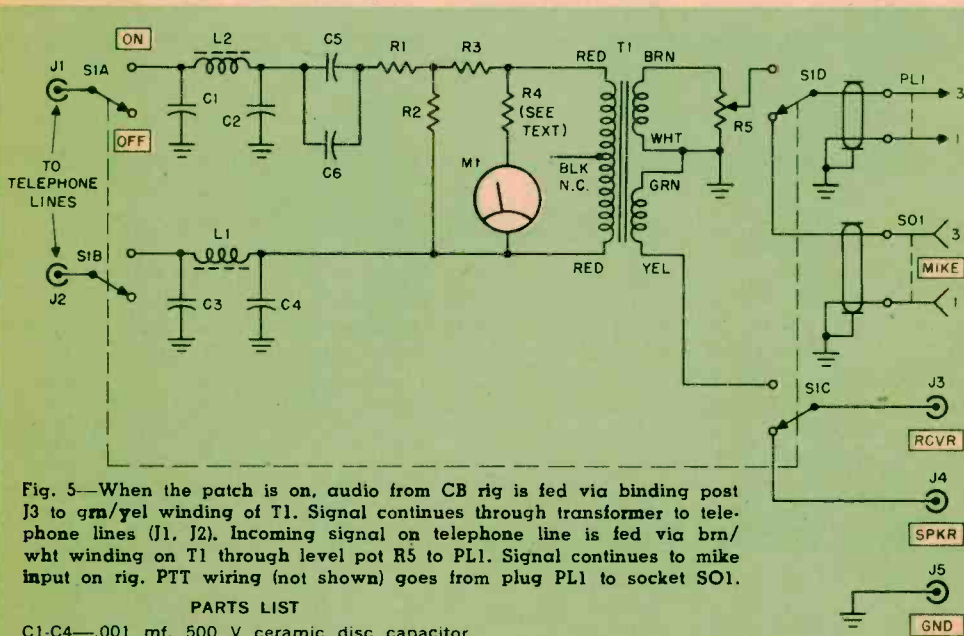 ON
J1
S1A
L2
C5
R1
R3
RED
T1
BRN
S1D
PL1
3
C1
C2
C6
R2
R4
(SEE
TEXT)
R5
OFF
WHT
1
TO
TELEPHONE
LINES
M1
BLK
N.C.
GRN
SO1
3
L1
S1B
RED
YEL
MIKE
J2
C3
C4
1
S1C
J3
RCVR
J4
SPKR
J5
GND
Fig. 5—When the patch is on, audio from CB rig is fed via binding post
J3 to grn/yel winding of T1. Signal continues through transformer to tele-
phone lines (J1, J2). Incoming signal on telephone line is fed via brn/
wht winding on T1 through level pot R5 to PL1. Signal continues to mike
input on rig. PTT wiring (not shown) goes from plug PL1 to socket SO1.
PARTS LIST
C1-C4—.001 mf, 500 V ceramic disc capacitor